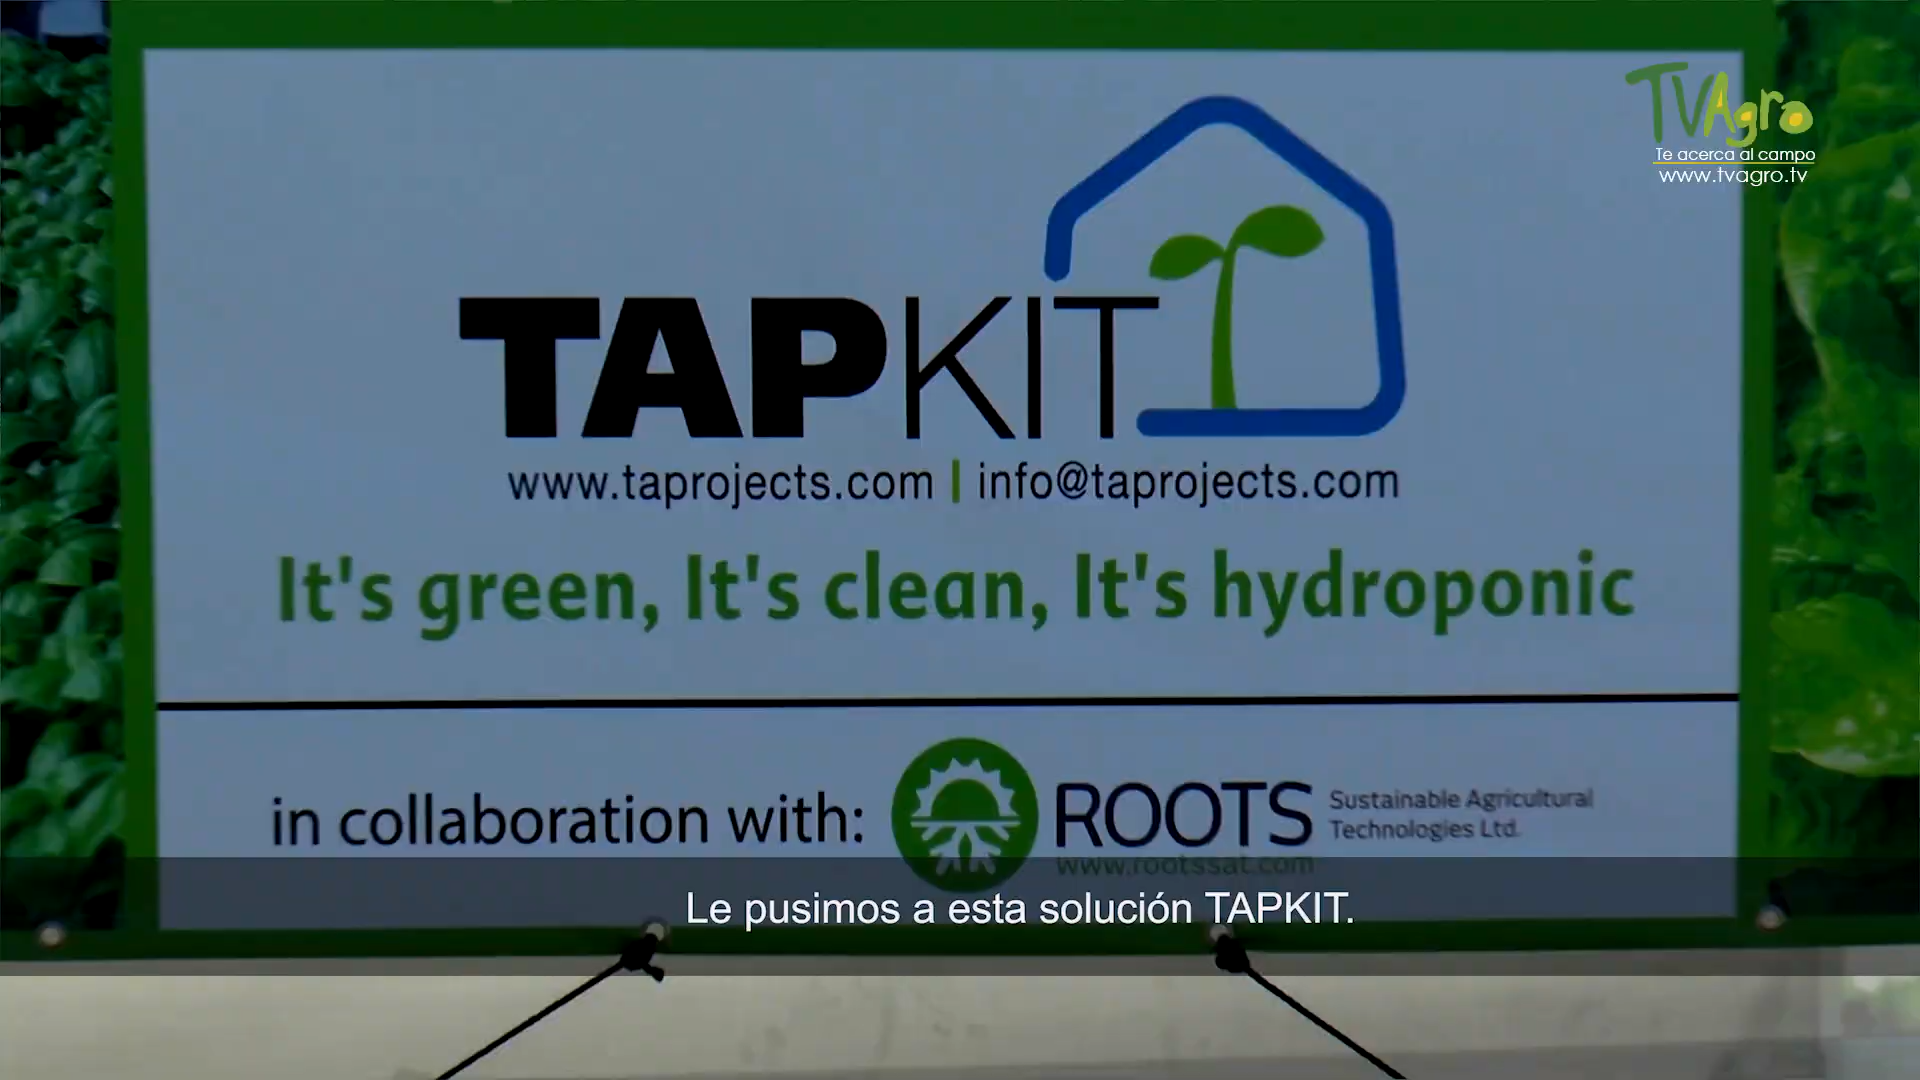 TVAgro
Te acerca al campo
www.tvagro.tv
TAPKIT
www.taprojects.com | info@taprojects.com
It's green, It's clean, It's hydroponic
in collaboration with:
ROOTS
Sustainable Agricultural
Technologies Ltd.
www.rootssat.com
Le pusimos a esta solución TAPKIT.